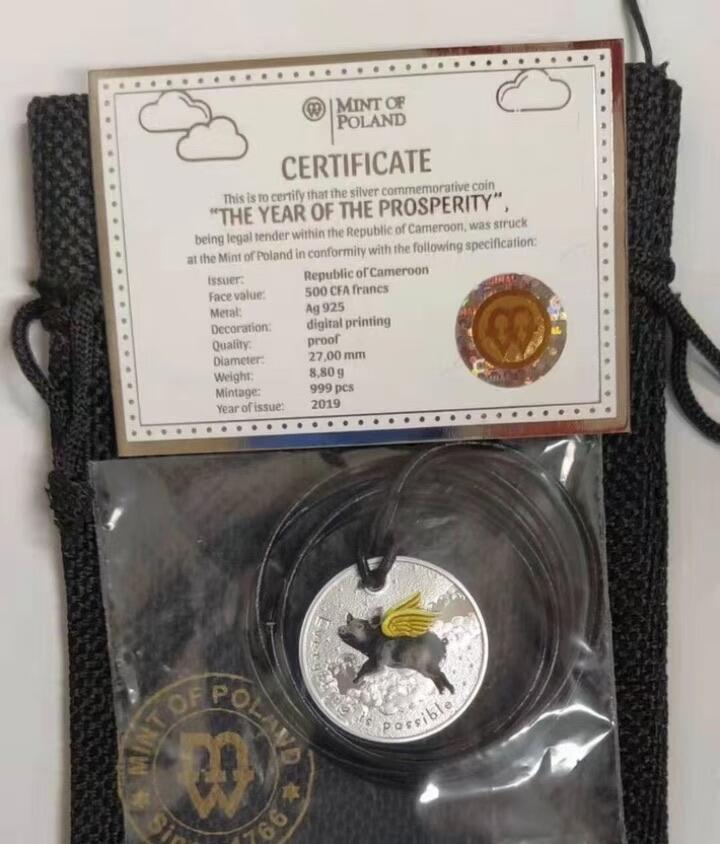 MINT OF
POLAND
CERTIFICATE
This is to certify that the silver commemorative coin
"THE YEAR OF THE PROSPERITY",
being legal tender within the Republic of Cameroon, was struck
at the Mint of Poland in conformity with the following specification:
Issuer: Republic of Cameroon
Face value: 500 CFA francs
Metal: Ag 925
Decoration: digital printing
Quality: proof
Diameter: 27,00 mm
Weight: 8,80 g
Mintage: 999 pcs
Year of issue: 2019
is possible
MINT OF POLAND
Since 1766